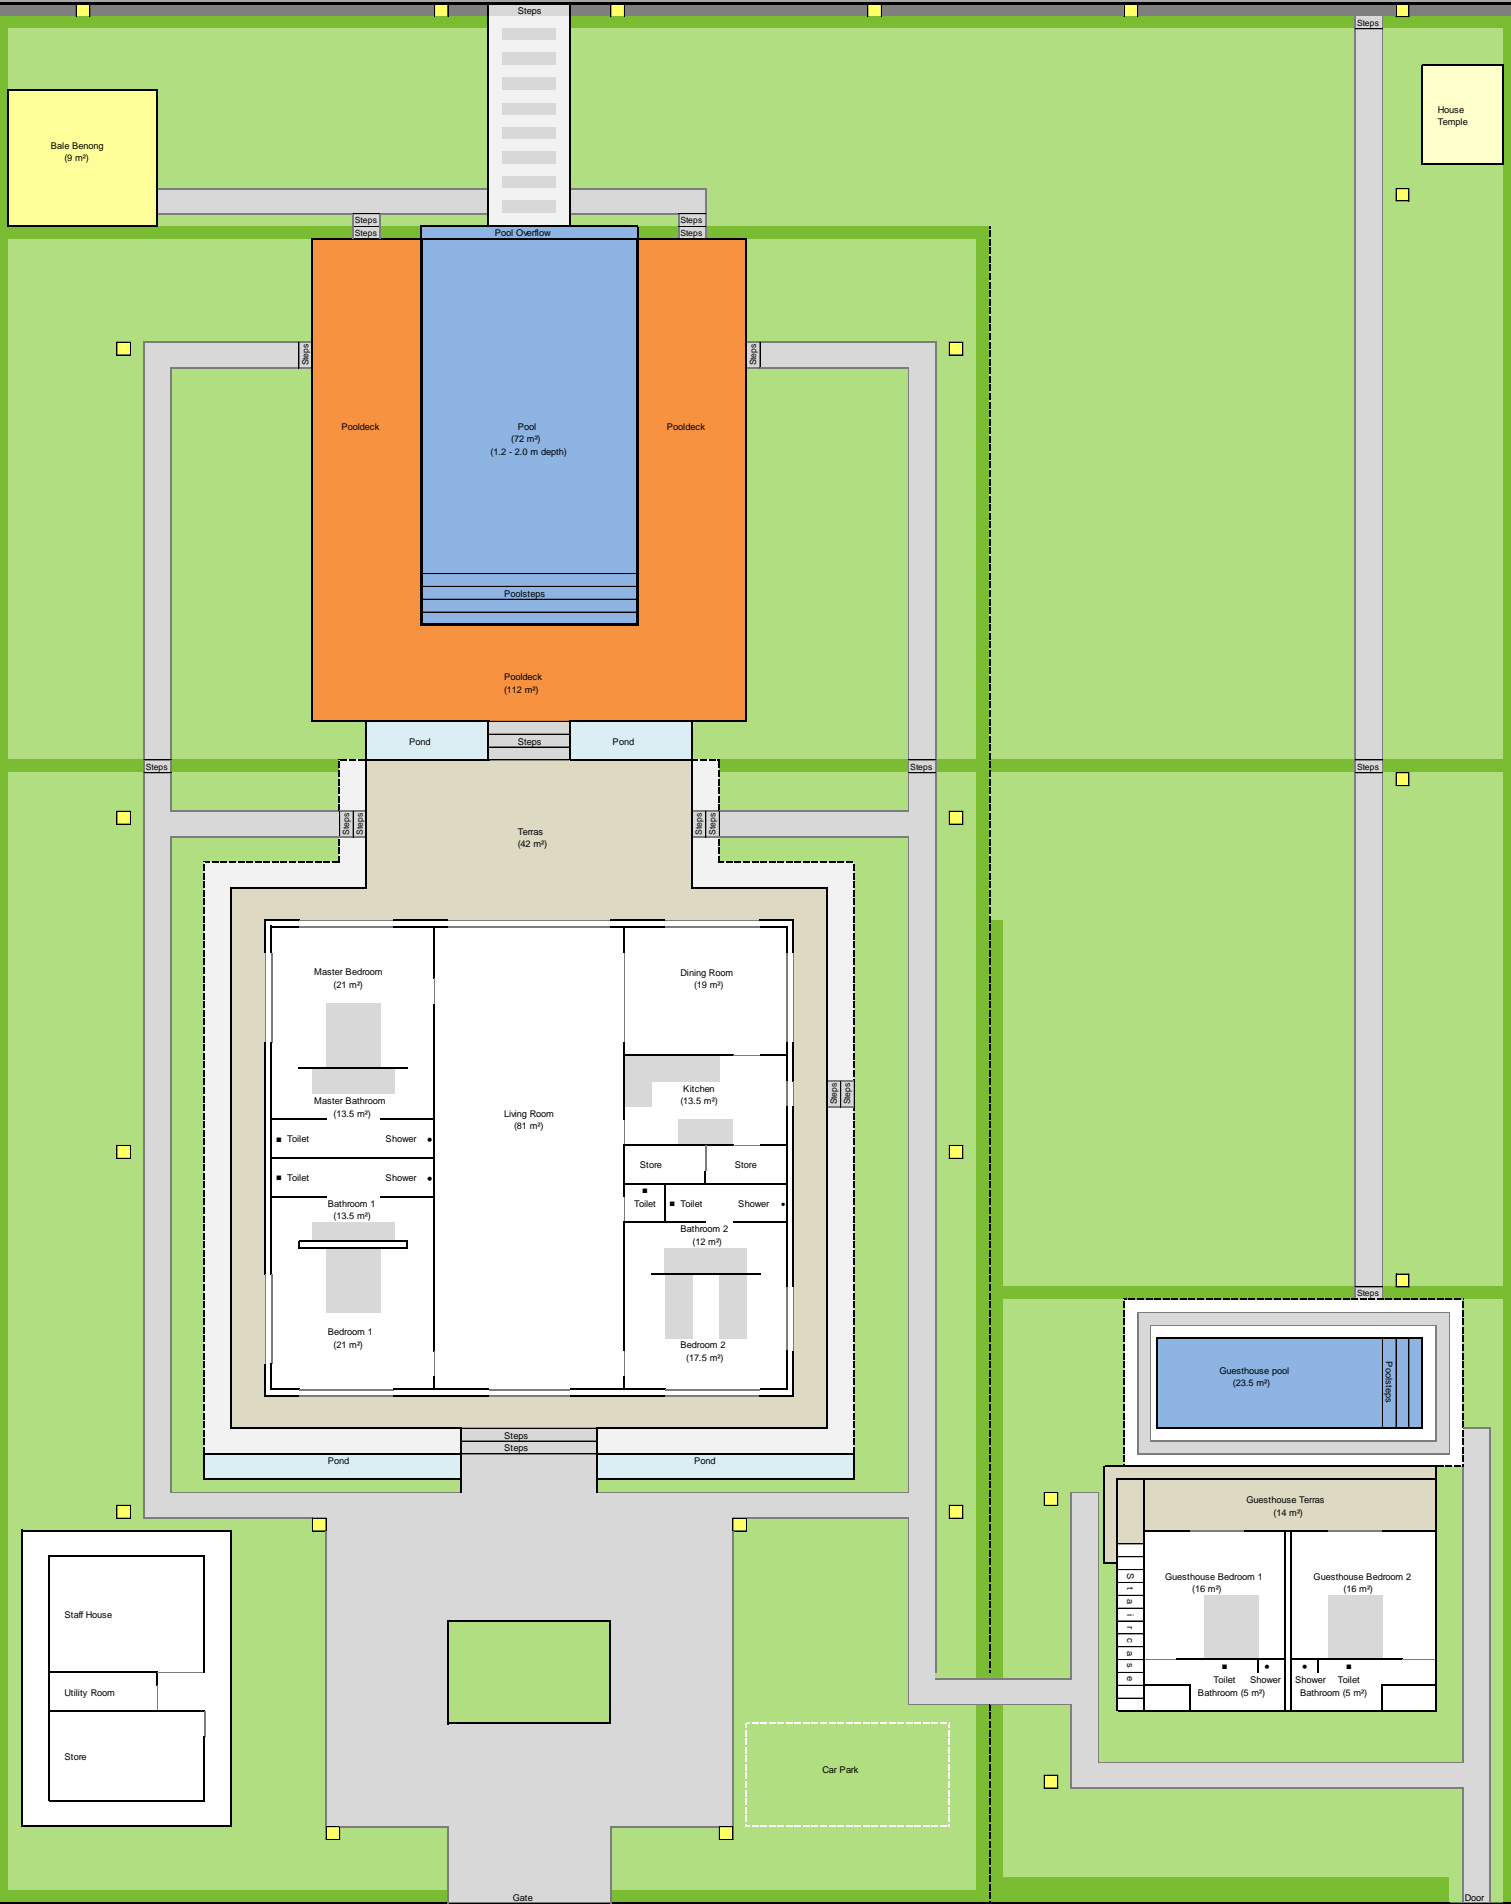 Steps
Steps
House
Temple
Bale Benong
(9 m²)
Steps
Steps
Steps
Steps
Pool Overflow
Steps
Steps
Pooldeck
Pool
(72 m²)
(1.2 - 2.0 m depth)
Pooldeck
Poolsteps
Pooldeck
(112 m²)
Pond
Steps
Pond
Steps
Steps
Steps
Steps
Steps
Terras
(42 m²)
Steps
Steps
Master Bedroom
(21 m²)
Dining Room
(19 m²)
Master Bathroom
(13.5 m²)
Living Room
(81 m²)
Kitchen
(13.5 m²)
Steps
Steps
Toilet
Shower
Store
Store
Toilet
Shower
Toilet
Toilet
Shower
Bathroom 1
(13.5 m²)
Bathroom 2
(12 m²)
Bedroom 1
(21 m²)
Bedroom 2
(17.5 m²)
Steps
Guesthouse pool
(23.5 m²)
Poolsteps
Steps
Steps
Pond
Pond
Guesthouse Terras
(14 m²)
Staircase
Guesthouse Bedroom 1
(16 m²)
Guesthouse Bedroom 2
(16 m²)
Toilet
Shower
Shower
Toilet
Bathroom (5 m²)
Bathroom (5 m²)
Staff House
Utility Room
Store
Car Park
Gate
Door